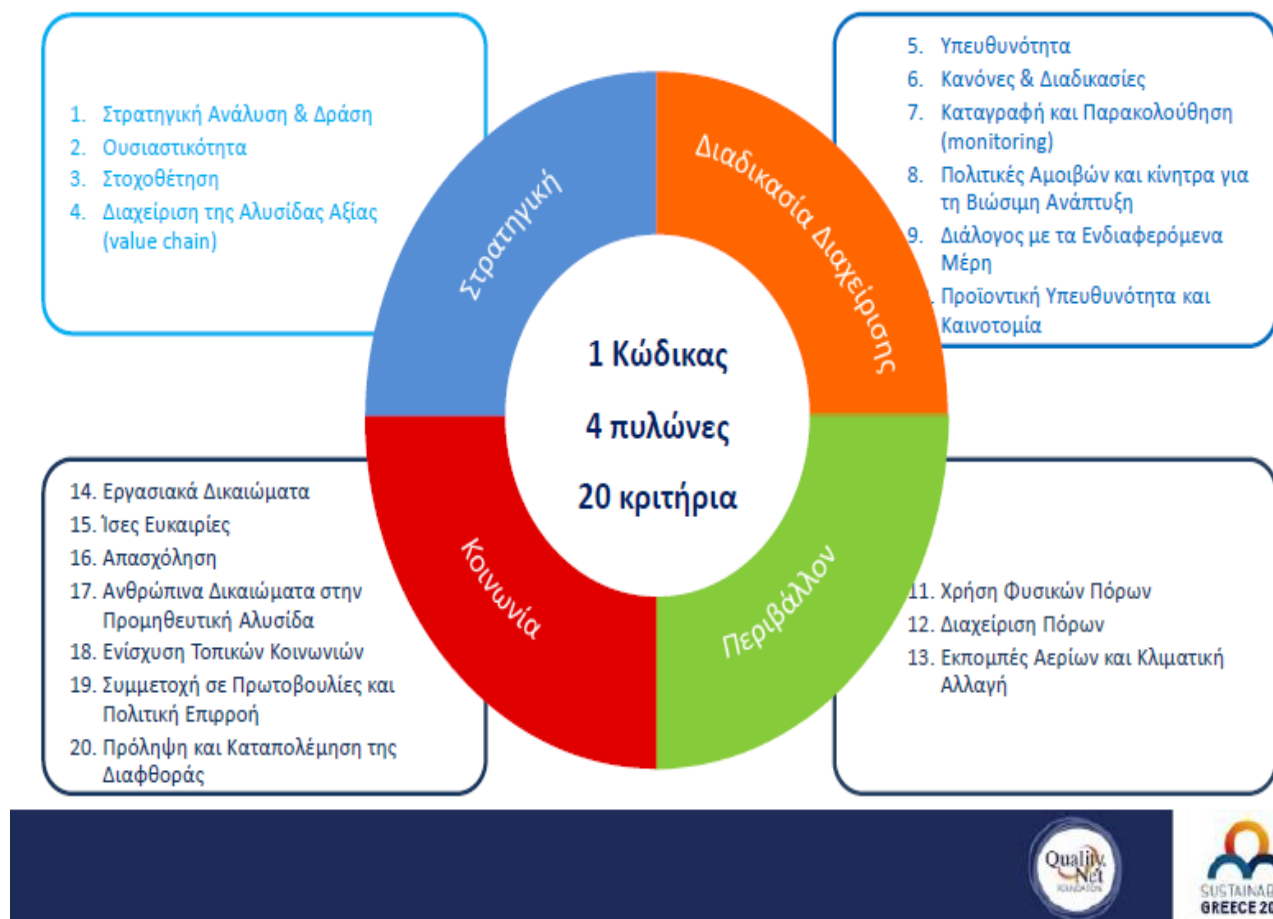 1. Στρατηγική Ανάλυση & Δράση
2. Ουσιαστικότητα
3. Στοχοθέτηση
4. Διαχείριση της Αλυσίδας Αξίας
(value chain)
5. Υπευθυνότητα
6. Κανόνες & Διαδικασίες
7. Καταγραφή και Παρακολούθηση
(monitoring)
8. Πολιτικές Αμοιβών και κίνητρα για
τη Βιώσιμη Ανάπτυξη
9. Διάλογος με τα Ενδιαφερόμενα
Μέρη
. Προϊοντική Υπευθυνότητα και
Καινοτομία
Στρατηγική
Διαδικασία Διαχείρισης
1 Κώδικας
4 πυλώνες
20 κριτήρια
Κοινωνία
Περιβάλλον
14. Εργασιακά Δικαιώματα
15. Ίσες Ευκαιρίες
16. Απασχόληση
17. Ανθρώπινα Δικαιώματα στην
Προμηθευτική Αλυσίδα
18. Ενίσχυση Τοπικών Κοινωνιών
19. Συμμετοχή σε Πρωτοβουλίες και
Πολιτική Επιρροή
20. Πρόληψη και Καταπολέμηση της
Διαφθοράς
11. Χρήση Φυσικών Πόρων
12. Διαχείριση Πόρων
13. Εκπομπές Αερίων και Κλιματική
Αλλαγή
Quality
Net
FOUNDATION
SUSTAINAB
GREECE 20